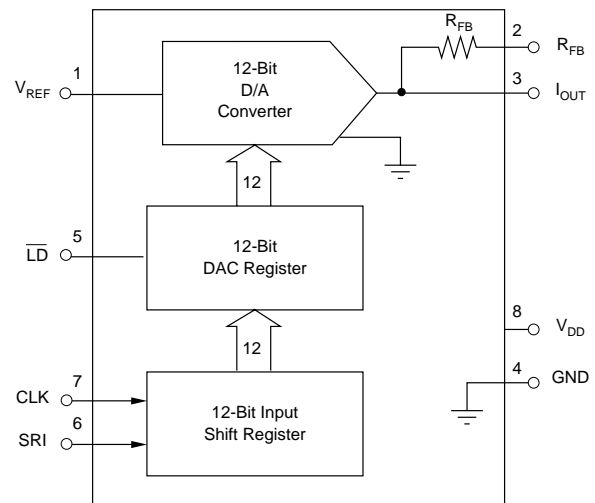 R_FB
2
R_FB
3
I_OUT
1
V_REF
12-Bit
D/A
Converter
12
5
L̅D̅
12-Bit
DAC Register
8
V_DD
12
4
GND
7
CLK
6
SRI
12-Bit Input
Shift Register